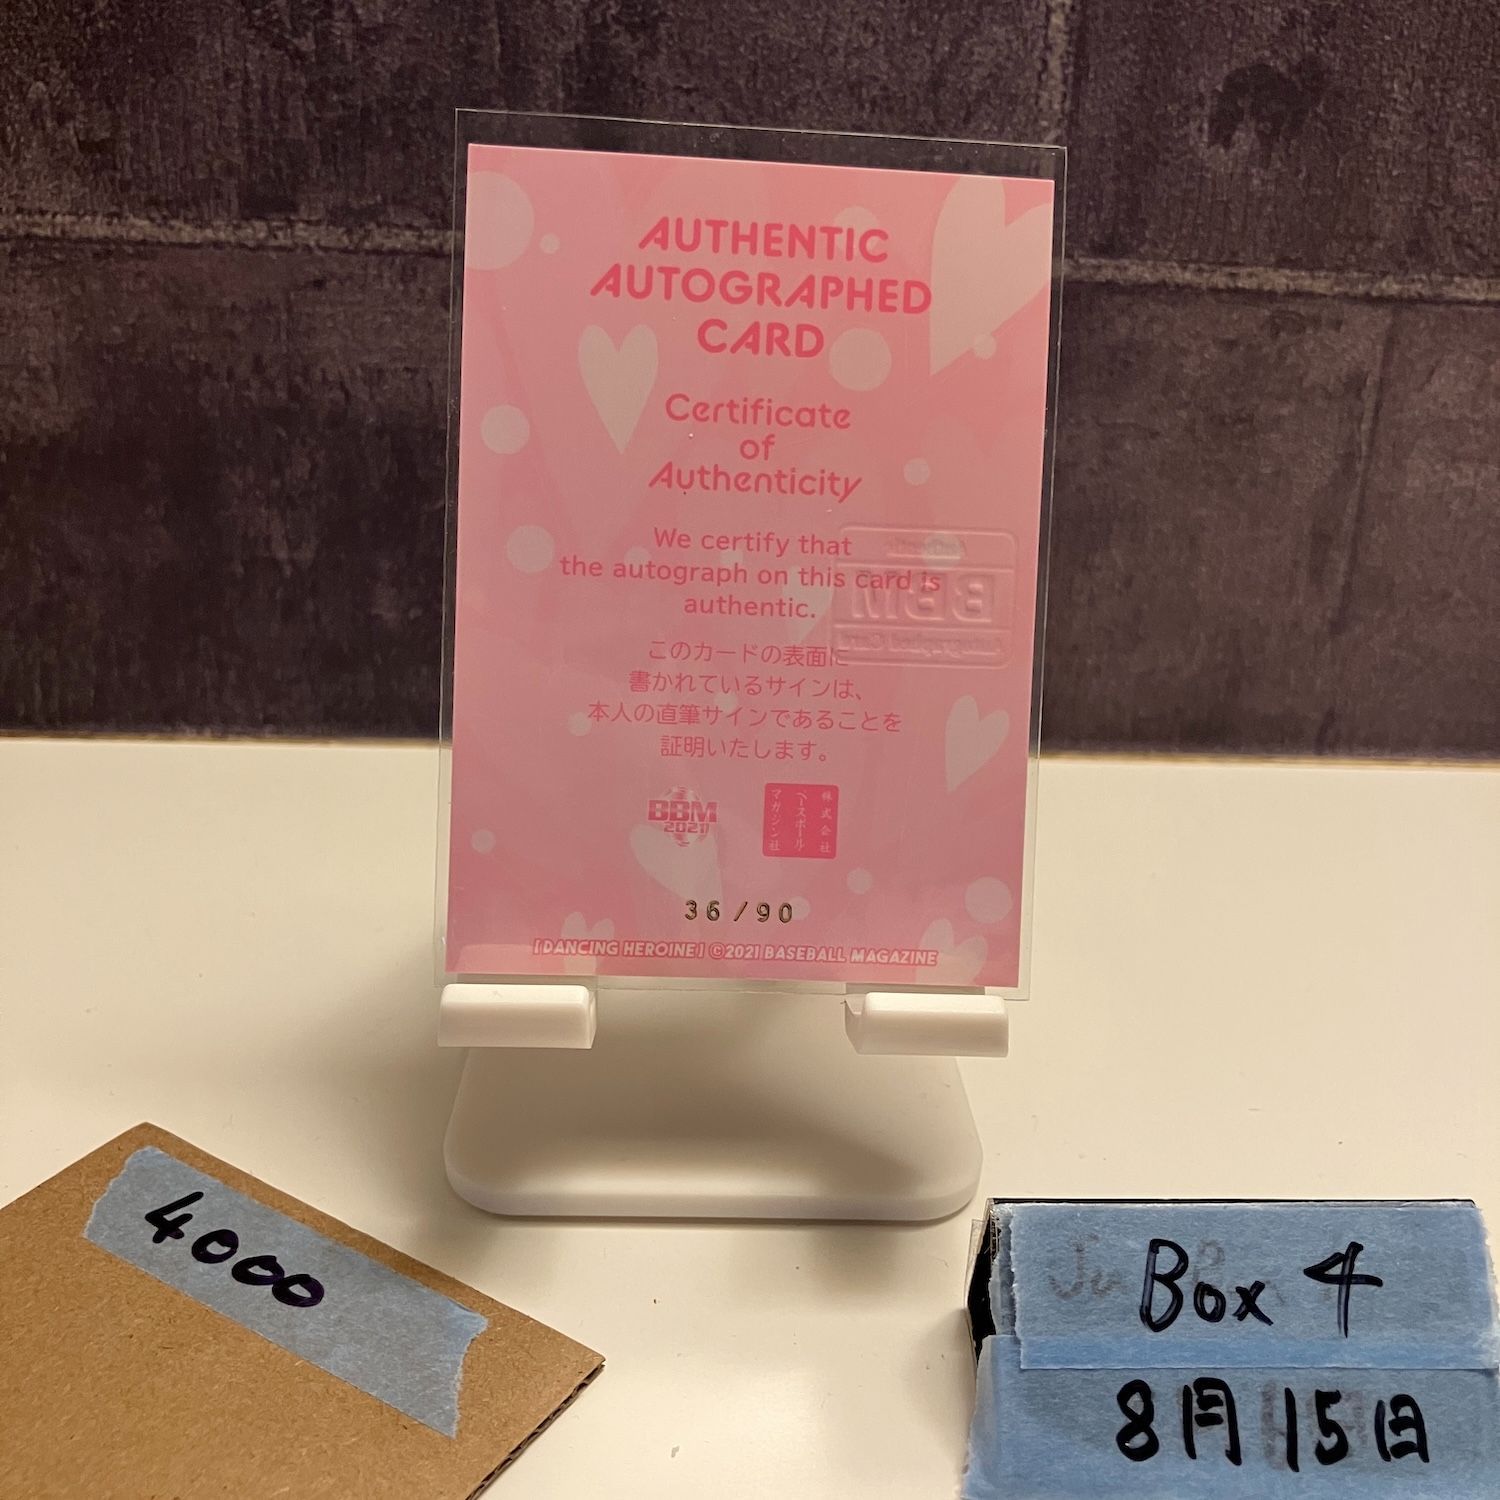 AUTHENTIC
AUTOGRAPHED
CARD
Certificate
of
Authenticity
We certify that
the autograph on this card is
authentic.
このカードの表面に
書かれているサインは、
本人の直筆サインであることを
証明いたします。
BBM
2021
株式会社
ベースボール
マガジン社
36/90
[DANCING HEROINE] ©2021 BASEBALL MAGAZINE
Authentic
BBM
Autographed Card
4000
Box 4
8月15日